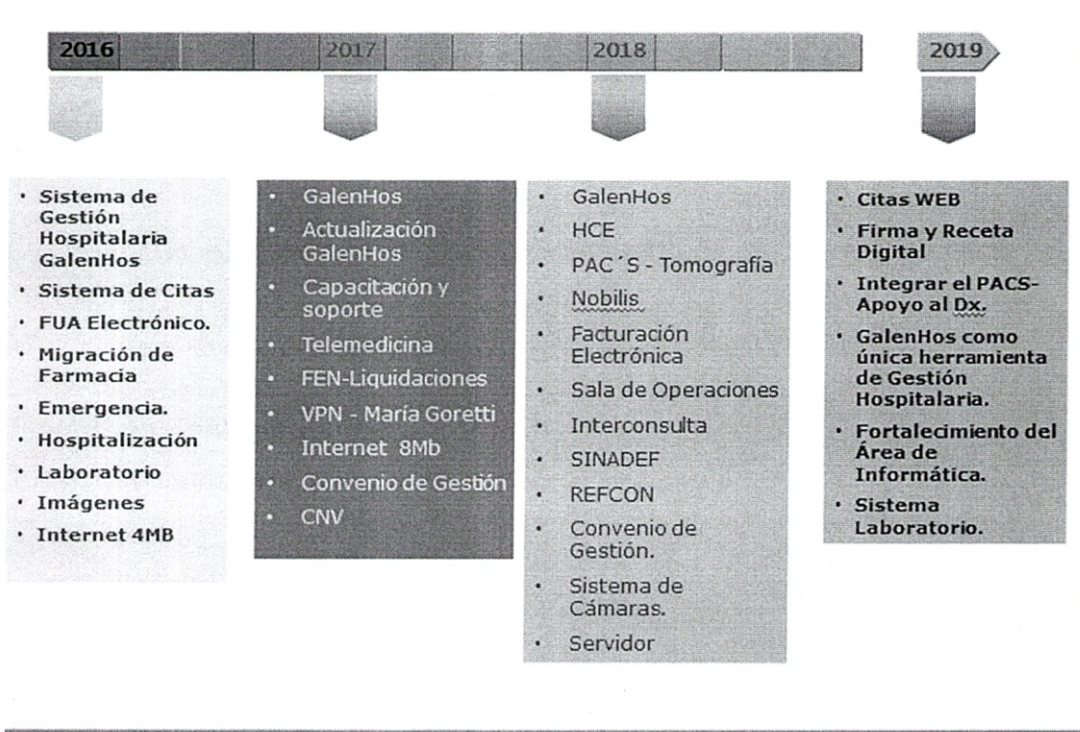 2016
2017
2018
2019
• Sistema de
Gestión
Hospitalaria
GalenHos
• Sistema de Citas
• FUA Electrónico.
• Migración de
Farmacia
• Emergencia.
• Hospitalización
• Laboratorio
• Imágenes
• Internet 4MB
• GalenHos
• Actualización
GalenHos
• Capacitación y
soporte
• Telemedicina
• FEN-Liquidaciones
• VPN - María Goretti
• Internet 8Mb
• Convenio de Gestión
• CNV
• GalenHos
• HCE
• PAC´S - Tomografía
• Nobilis
• Facturación
Electrónica
• Sala de Operaciones
• Interconsulta
• SINADEF
• REFCON
• Convenio de
Gestión.
• Sistema de
Cámaras.
• Servidor
• Citas WEB
• Firma y Receta
Digital
• Integrar el PACS-
Apoyo al Dx.
• GalenHos como
única herramienta
de Gestión
Hospitalaria.
• Fortalecimiento del
Área de
Informática.
• Sistema
Laboratorio.